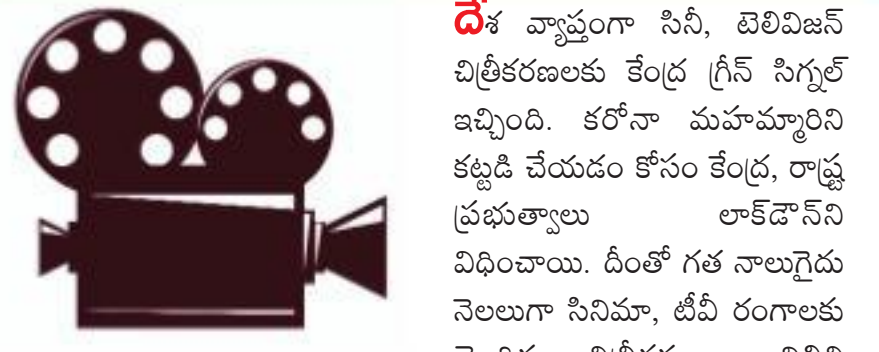 దేశ వ్యాప్తంగా సినీ, టెలివిజన్
చిత్రీకరణలకు కేంద్ర గ్రీన్ సిగ్నల్
ఇచ్చింది. కరోనా మహమ్మారిని
కట్టడి చేయడం కోసం కేంద్ర, రాష్ట్ర
ప్రభుత్వాలు లాక్‌డౌన్‌ని
విధించాయి. దీంతో గత నాలుగైదు
నెలలుగా సినిమా, టీవీ రంగాలకు